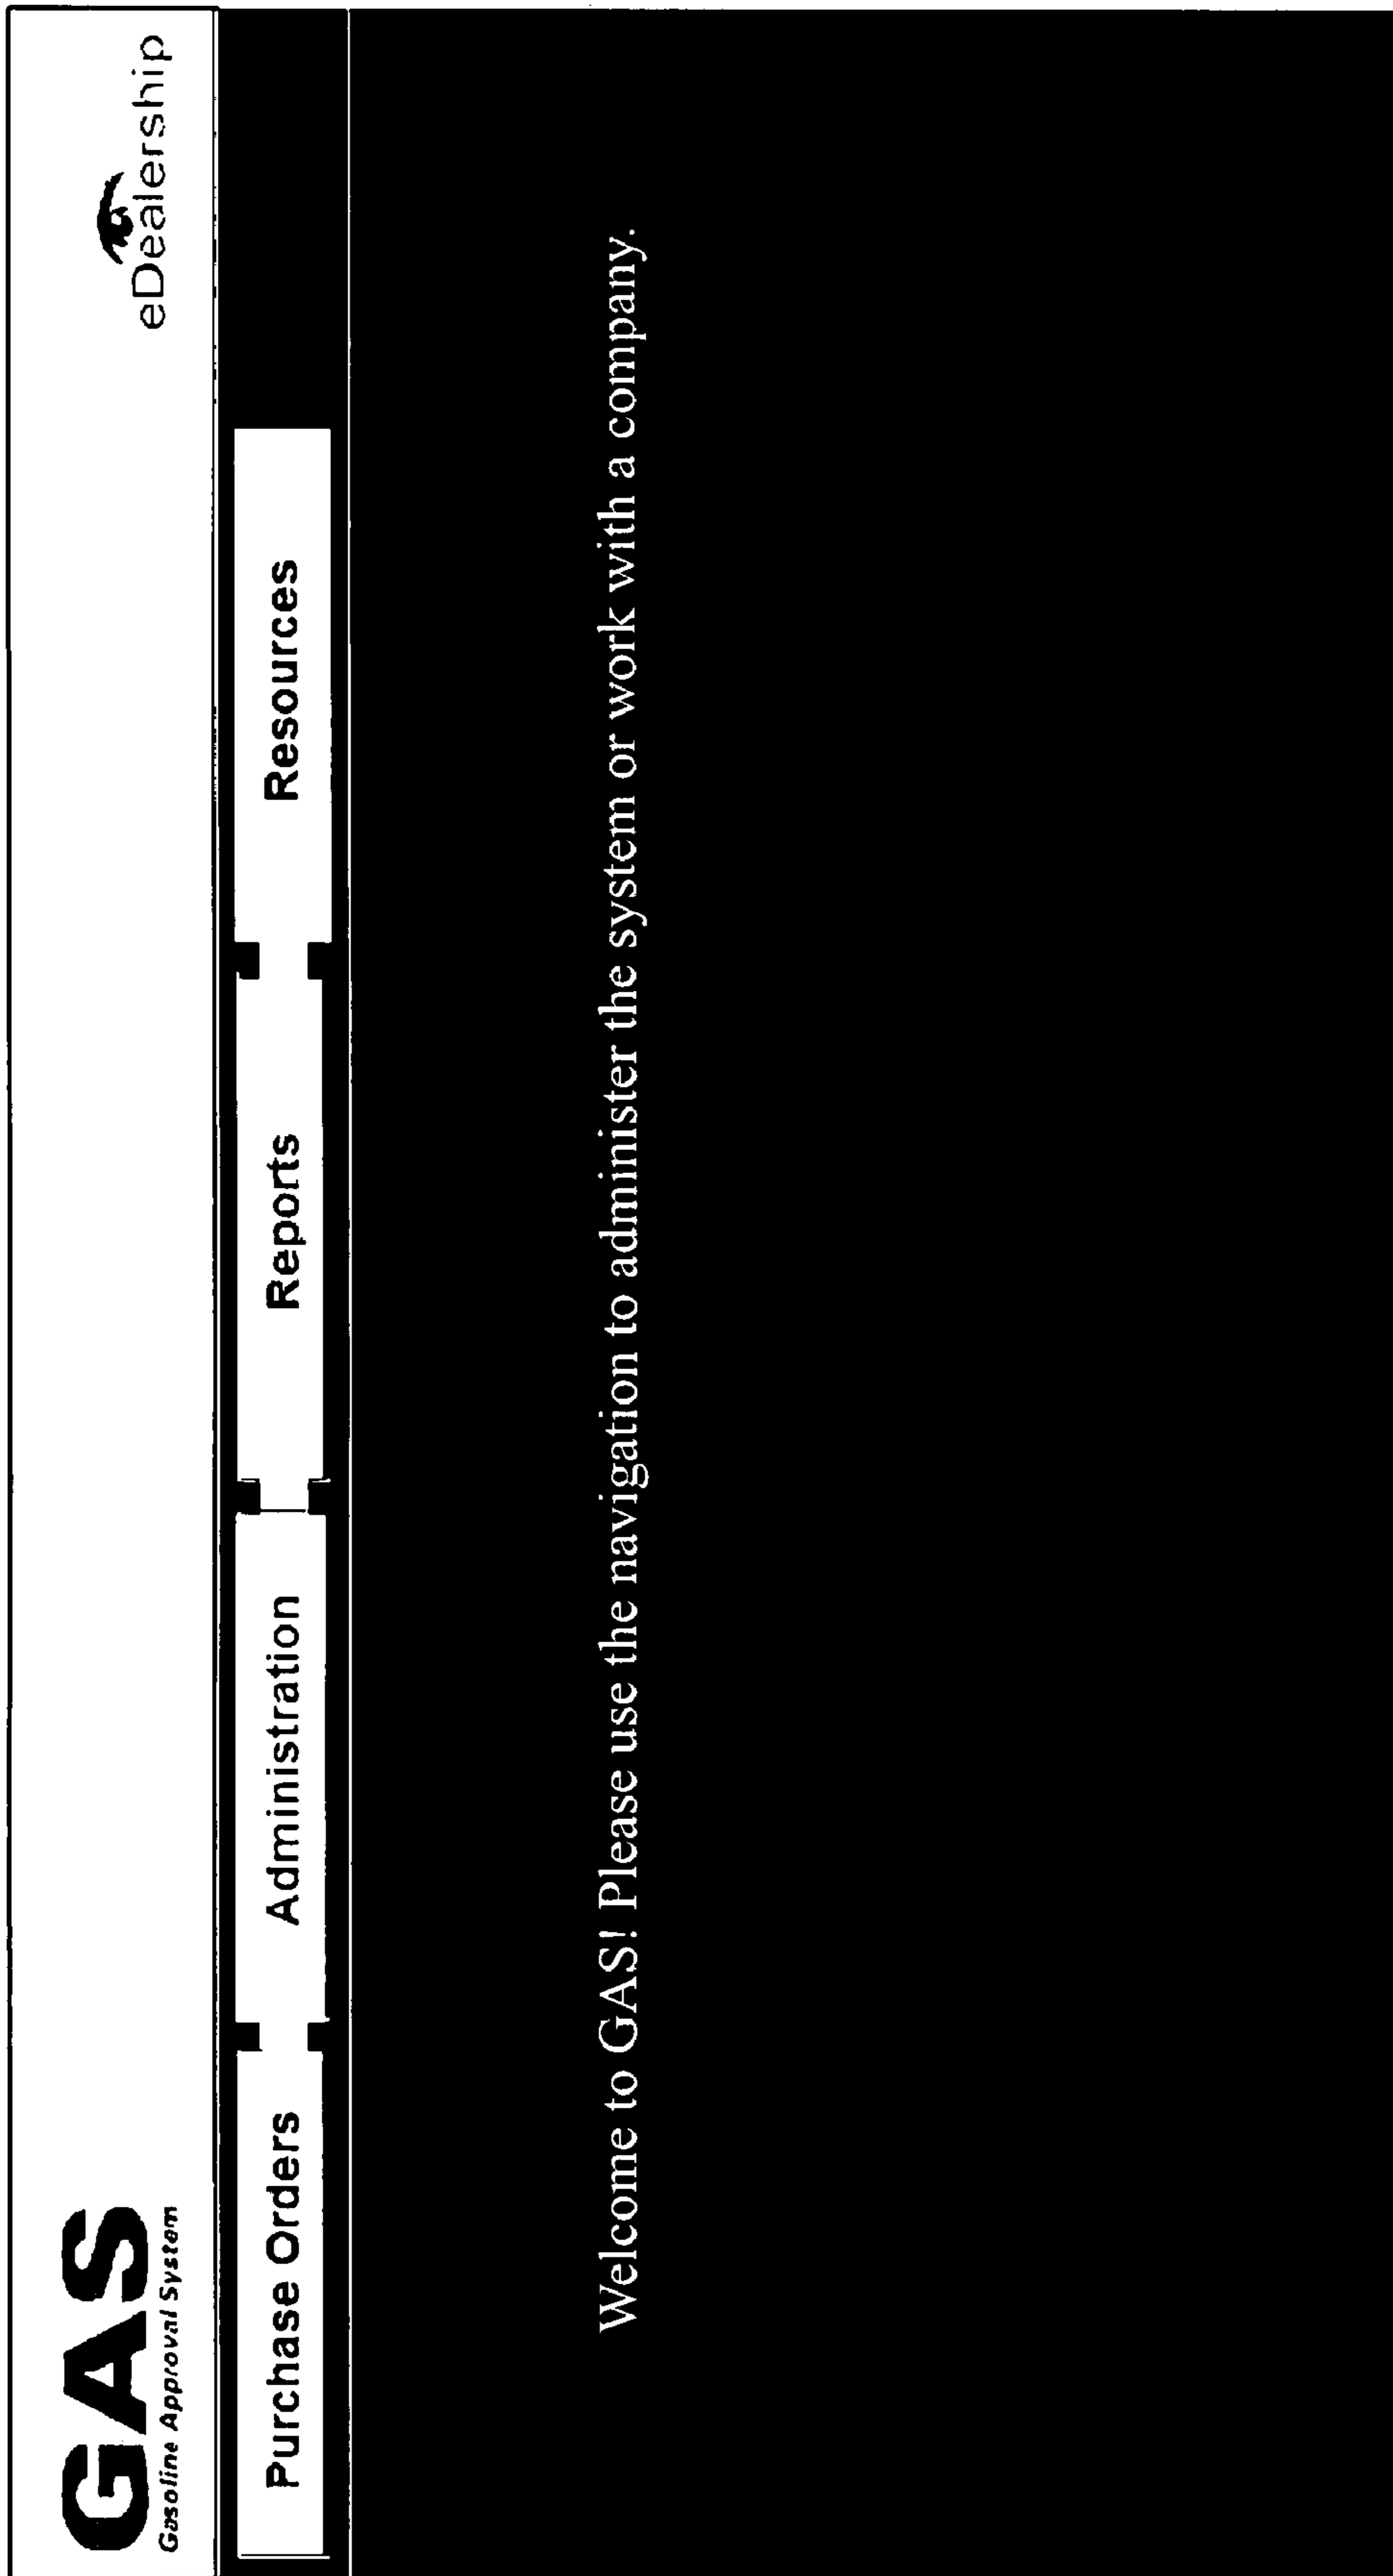 GAS
Gasoline Approval System
eDealership
Purchase Orders
Administration
Reports
Resources
Welcome to GAS! Please use the navigation to administer the system or work with a company.